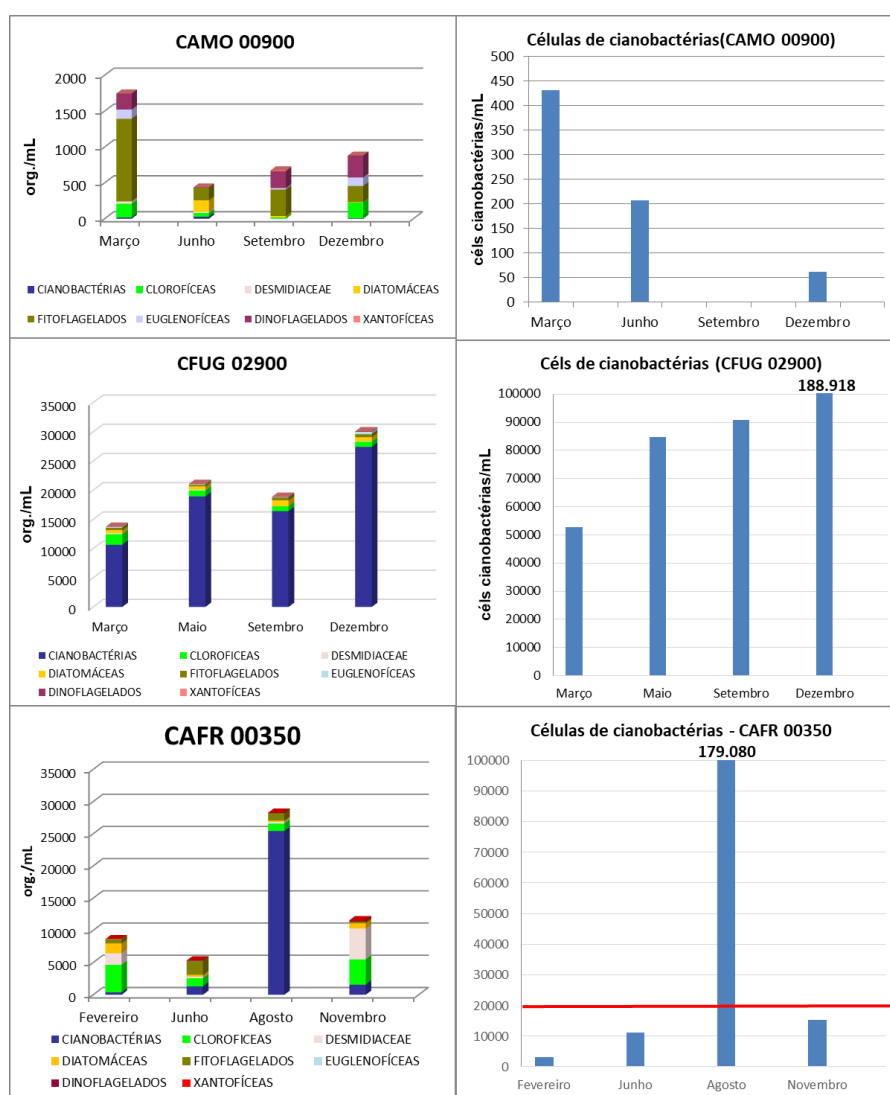 CAMO 00900
2000
1500
1000
500
0
org./mL
Março Junho Setembro Dezembro
CIANOBACTÉRIAS CLOROFÍCEAS DESMIDIACEAE DIATOMÁCEAS
FITOFLAGELADOS EUGLENOFÍCEAS DINOFLAGELADOS XANTOFÍCEAS
Células de cianobactérias(CAMO 00900)
500
450
400
350
300
250
200
150
100
50
0
céls cianobactérias/mL
Março Junho Setembro Dezembro
CFUG 02900
35000
30000
25000
20000
15000
10000
5000
0
org./mL
Março Maio Setembro Dezembro
CIANOBACTÉRIAS CLOROFICEAS DESMIDIACEAE
DIATOMÁCEAS FITOFLAGELADOS EUGLENOFÍCEAS
DINOFLAGELADOS XANTOFÍCEAS
Céls de cianobactérias (CFUG 02900)
188.918
100000
90000
80000
70000
60000
50000
40000
30000
20000
10000
0
céls cianobactérias/mL
Março Maio Setembro Dezembro
CAFR 00350
35000
30000
25000
20000
15000
10000
5000
0
org./mL
Fevereiro Junho Agosto Novembro
CIANOBACTÉRIAS CLOROFICEAS DESMIDIACEAE
DIATOMÁCEAS FITOFLAGELADOS EUGLENOFÍCEAS
DINOFLAGELADOS XANTOFÍCEAS
Células de cianobactérias - CAFR 00350
179.080
100000
90000
80000
70000
60000
50000
40000
30000
20000
10000
0
Fevereiro Junho Agosto Novembro